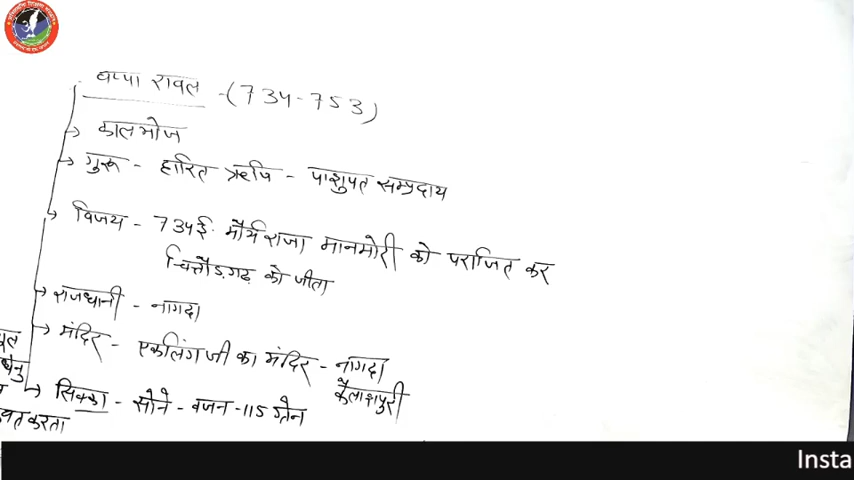 बप्पा रावल -(734-753)
→ कालभोज
→ गुरू - हारित ऋषि - पाशुपत सम्प्रदाय
→ विजय - 734ई. मौर्य राजा मानमोरी को पराजित कर
चित्तौड़गढ़ को जीता
→ राजधानी - नागदा
→ मंदिर - एकलिंग जी का मंदिर - नागदा
कैलाशपुरी
→ सिक्का - सोने - वजन -115 ग्रेन
करता
Insta